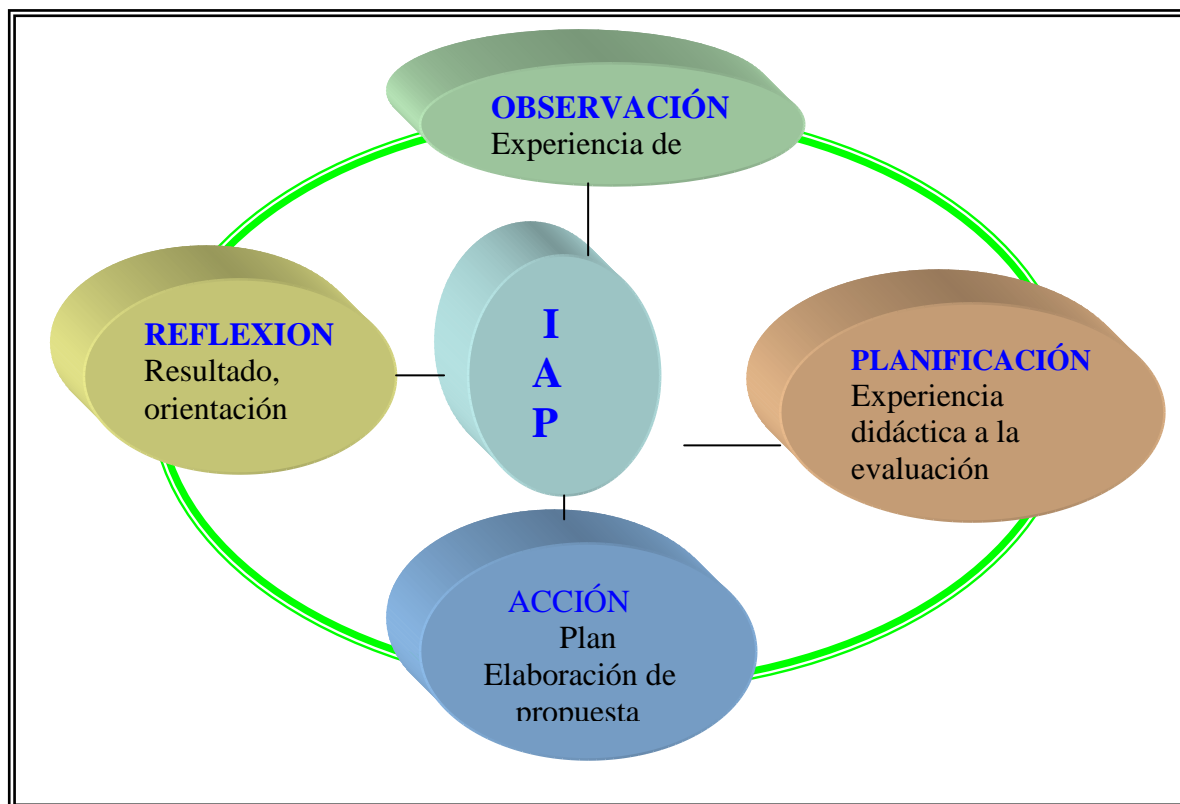 OBSERVACIÓN
Experiencia de
REFLEXION
Resultado,
orientación
I
A
P
PLANIFICACIÓN
Experiencia
didáctica a la
evaluación
ACCIÓN
Plan
Elaboración de
propuesta